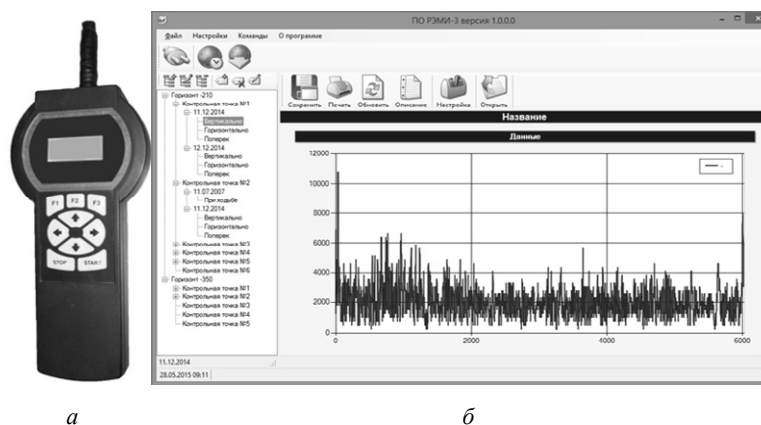 F1 F2 F3
STOP START
ПО РЭМИ-3 версия 1.0.0.0
Файл Настройки Команды О программе
Сохранить Печать Обновить Описание Настройка Открыть
Горизонт -210
Контрольная точка №1
11.12.2014
Вертикально
Горизонтально
Поперек
12.12.2014
Вертикально
Горизонтально
Поперек
Контрольная точка №2
11.07.2007
При ходьбе
11.12.2014
Вертикально
Горизонтально
Поперек
Контрольная точка №3
Контрольная точка №4
Контрольная точка №5
Контрольная точка №6
Горизонт -350
Контрольная точка №1
Контрольная точка №2
Контрольная точка №3
Контрольная точка №4
Контрольная точка №5
Название
Данные
12000
10000
8000
6000
4000
2000
0
0 2000 4000 6000
11.12.2014
28.05.2015 09:11
а б